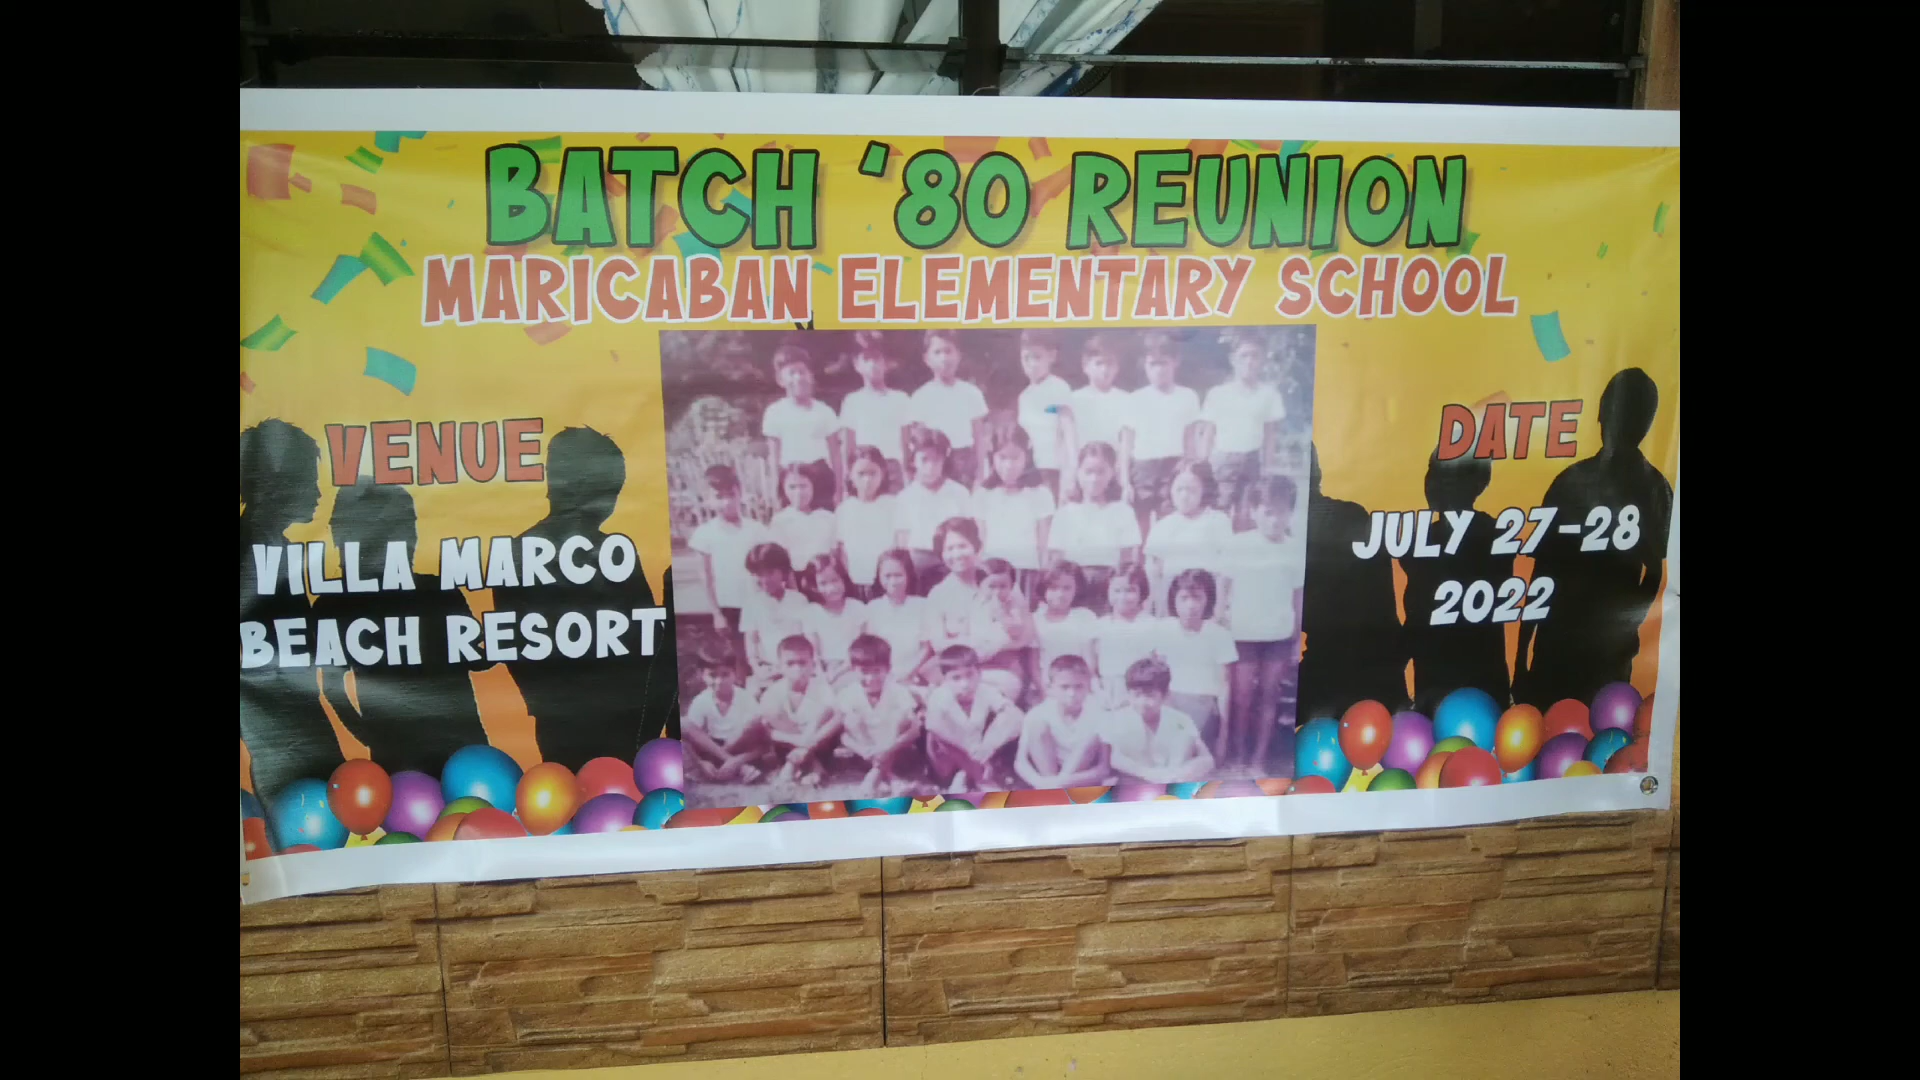 BATCH '80 REUNION
MARICABAN ELEMENTARY SCHOOL
VENUE
VILLA MARCO
BEACH RESORT
DATE
JULY 27-28
2022